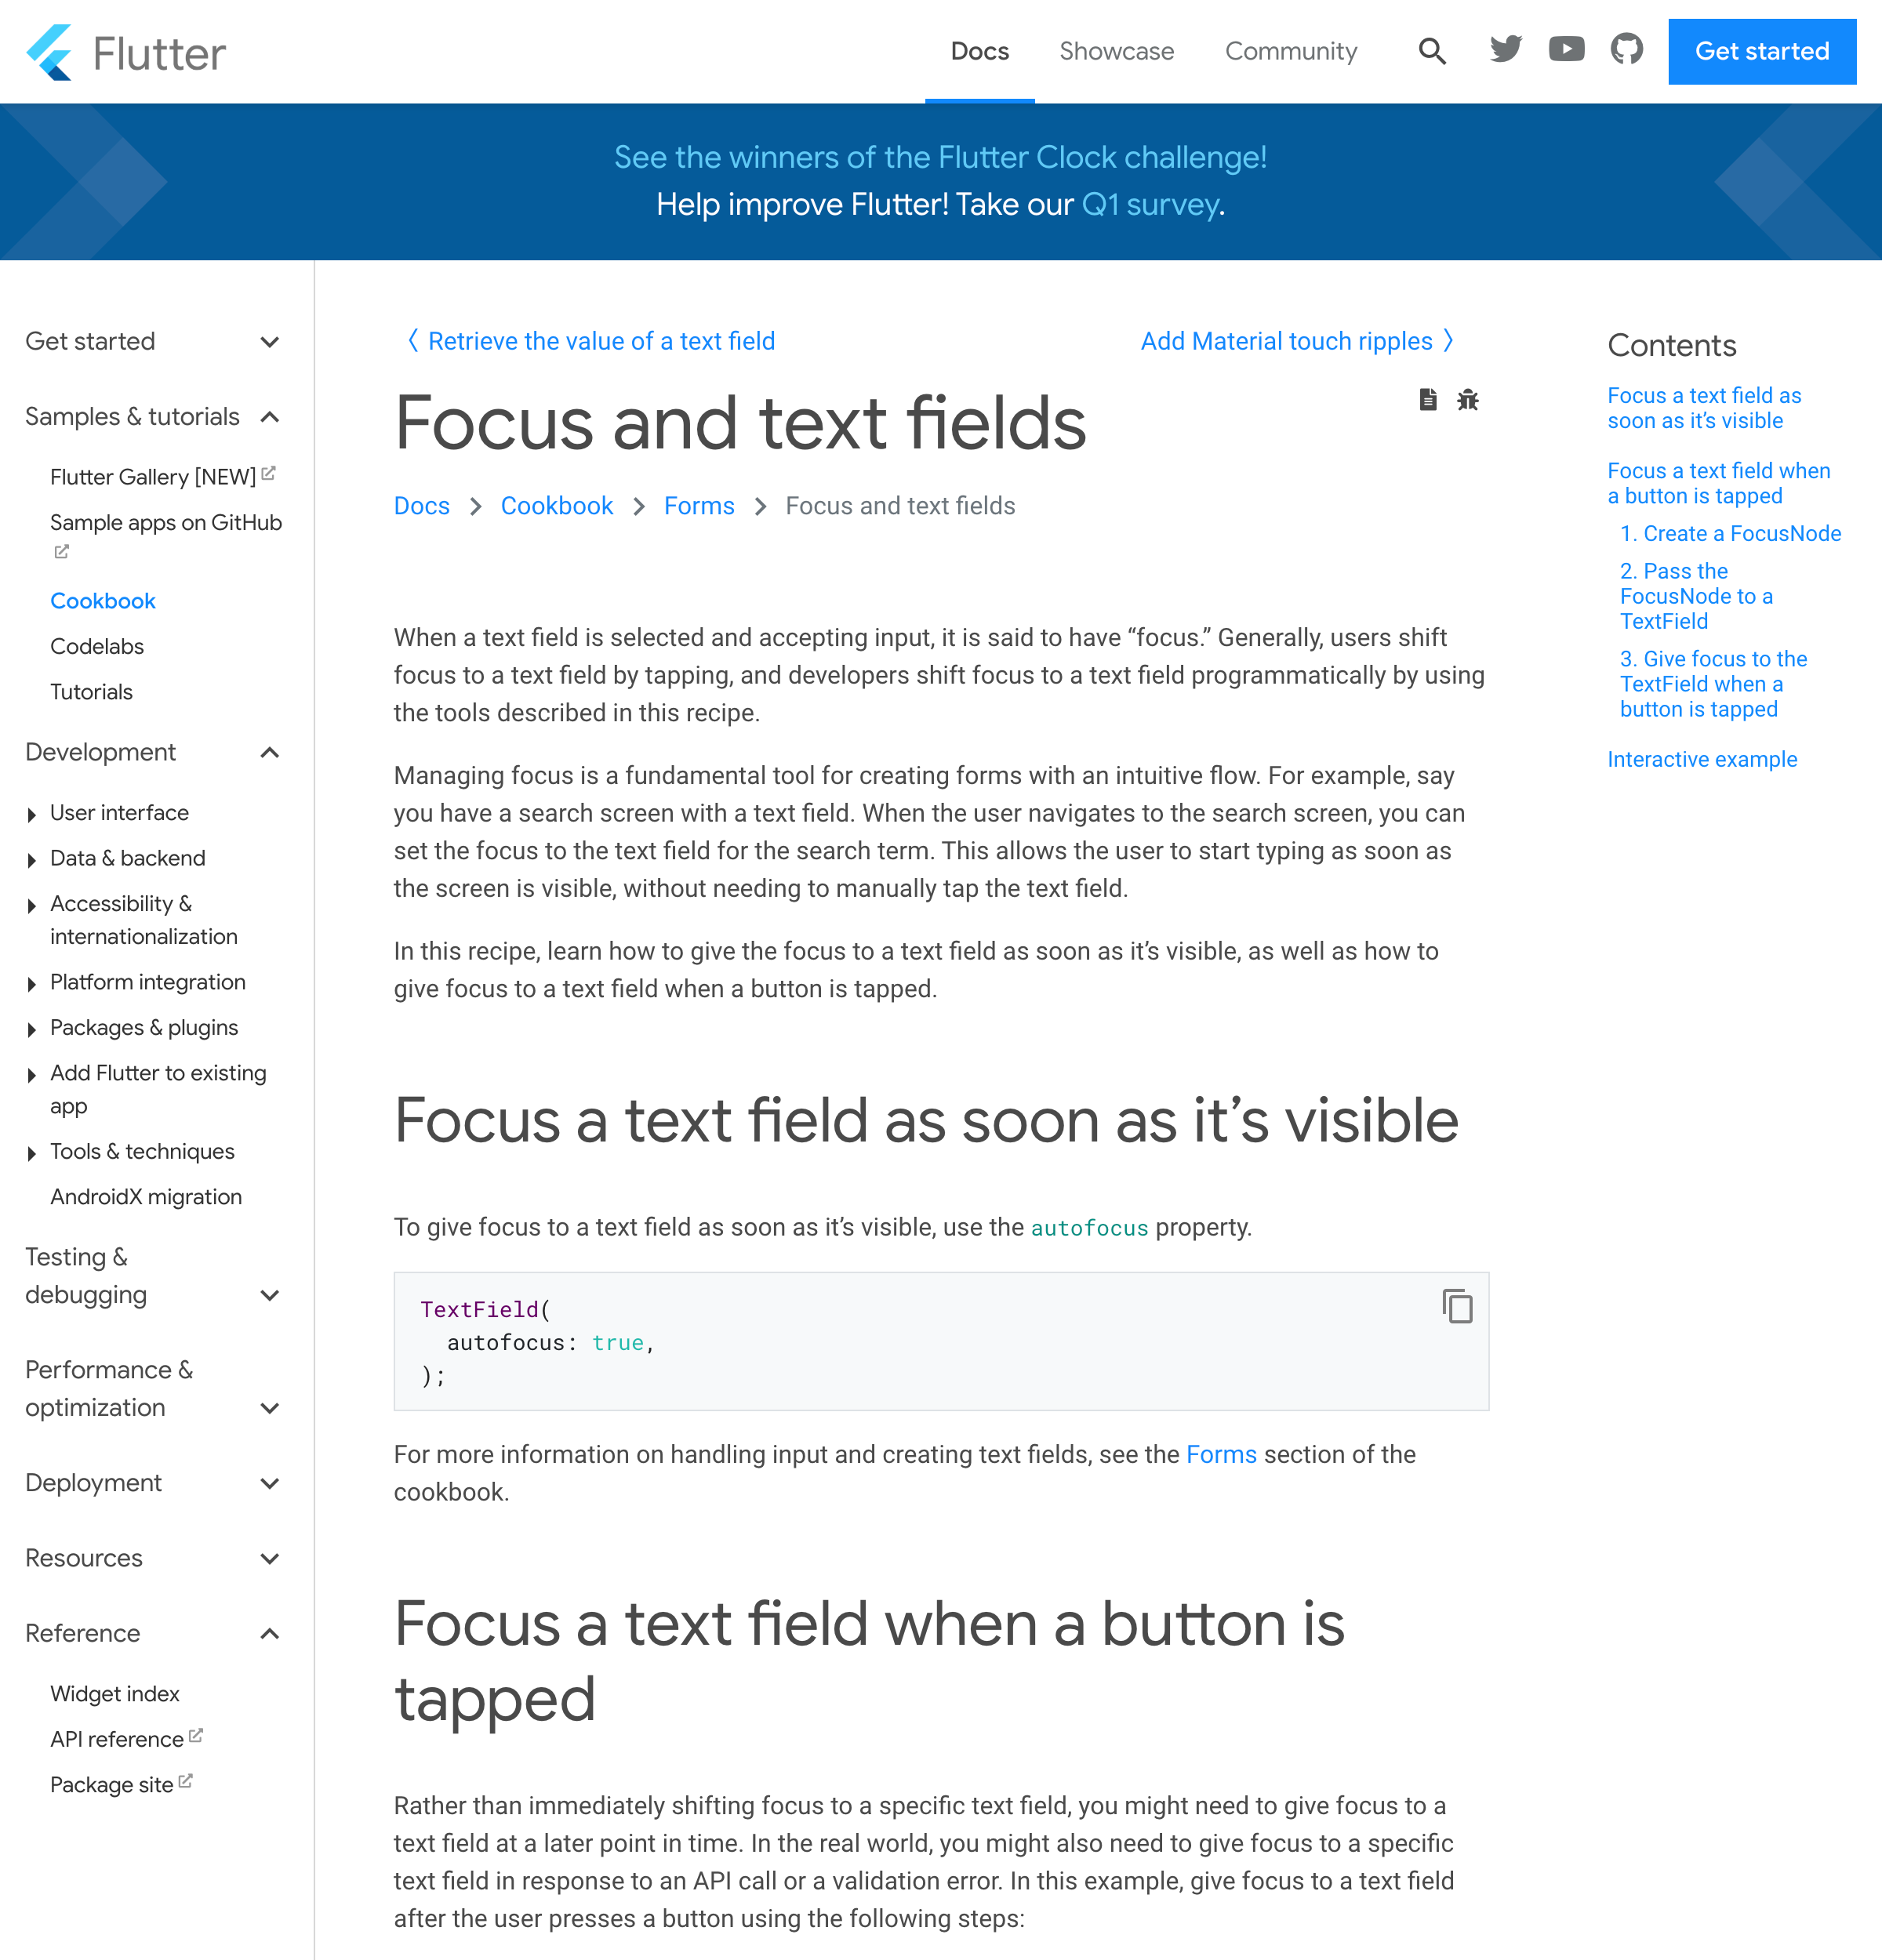 Flutter
Docs
Showcase
Community
Get started
See the winners of the Flutter Clock challenge!
Help improve Flutter! Take our Q1 survey.
Get started
Samples & tutorials
Flutter Gallery [NEW]
Sample apps on GitHub
Cookbook
Codelabs
Tutorials
Development
User interface
Data & backend
Accessibility &
internationalization
Platform integration
Packages & plugins
Add Flutter to existing
app
Tools & techniques
AndroidX migration
Testing &
debugging
Performance &
optimization
Deployment
Resources
Reference
Widget index
API reference
Package site
〈 Retrieve the value of a text field
Add Material touch ripples 〉
Focus and text fields
Docs
Cookbook
Forms
Focus and text fields
When a text field is selected and accepting input, it is said to have “focus.” Generally, users shift
focus to a text field by tapping, and developers shift focus to a text field programmatically by using
the tools described in this recipe.
Managing focus is a fundamental tool for creating forms with an intuitive flow. For example, say
you have a search screen with a text field. When the user navigates to the search screen, you can
set the focus to the text field for the search term. This allows the user to start typing as soon as
the screen is visible, without needing to manually tap the text field.
In this recipe, learn how to give the focus to a text field as soon as it’s visible, as well as how to
give focus to a text field when a button is tapped.
Focus a text field as soon as it’s visible
To give focus to a text field as soon as it’s visible, use the autofocus property.
TextField(
  autofocus: true,
);
For more information on handling input and creating text fields, see the Forms section of the
cookbook.
Focus a text field when a button is
tapped
Rather than immediately shifting focus to a specific text field, you might need to give focus to a
text field at a later point in time. In the real world, you might also need to give focus to a specific
text field in response to an API call or a validation error. In this example, give focus to a text field
after the user presses a button using the following steps:
Contents
Focus a text field as
soon as it’s visible
Focus a text field when
a button is tapped
1. Create a FocusNode
2. Pass the
FocusNode to a
TextField
3. Give focus to the
TextField when a
button is tapped
Interactive example